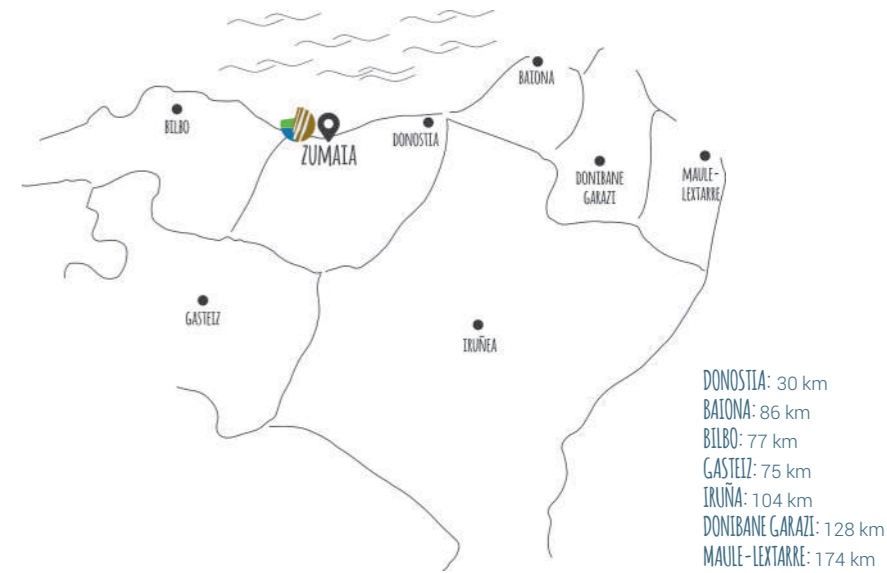 BAIONA
BILBO
ZUMAIA
DONOSTIA
DONIBANE
GARAZI
MAULE-
LEXTARRE
GASTEIZ
IRUÑEA
DONOSTIA: 30 km
BAIONA: 86 km
BILBO: 77 km
GASTEIZ: 75 km
IRUÑA: 104 km
DONIBANE GARAZI: 128 km
MAULE-LEXTARRE: 174 km